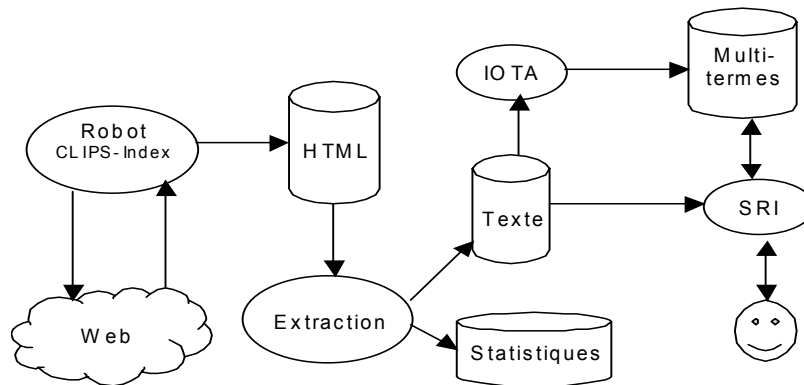 Robot
CLIPS-Index
HTML
IOTA
Multi-
termes
Texte
SRI
Web
Extraction
Statistiques